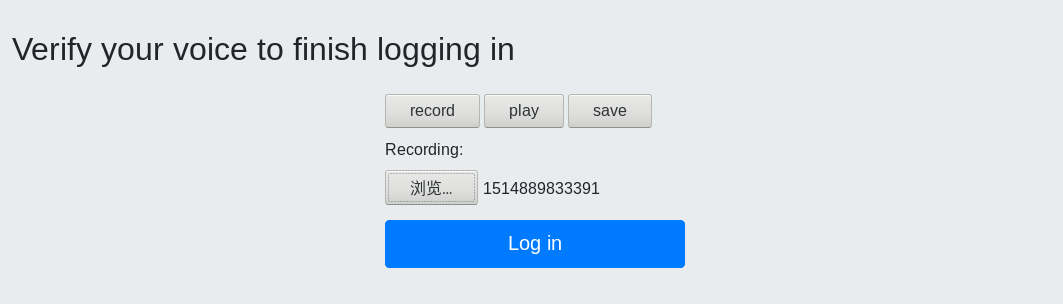 Verify your voice to finish logging in
record play save
Recording:
浏览... 1514889833391
Log in